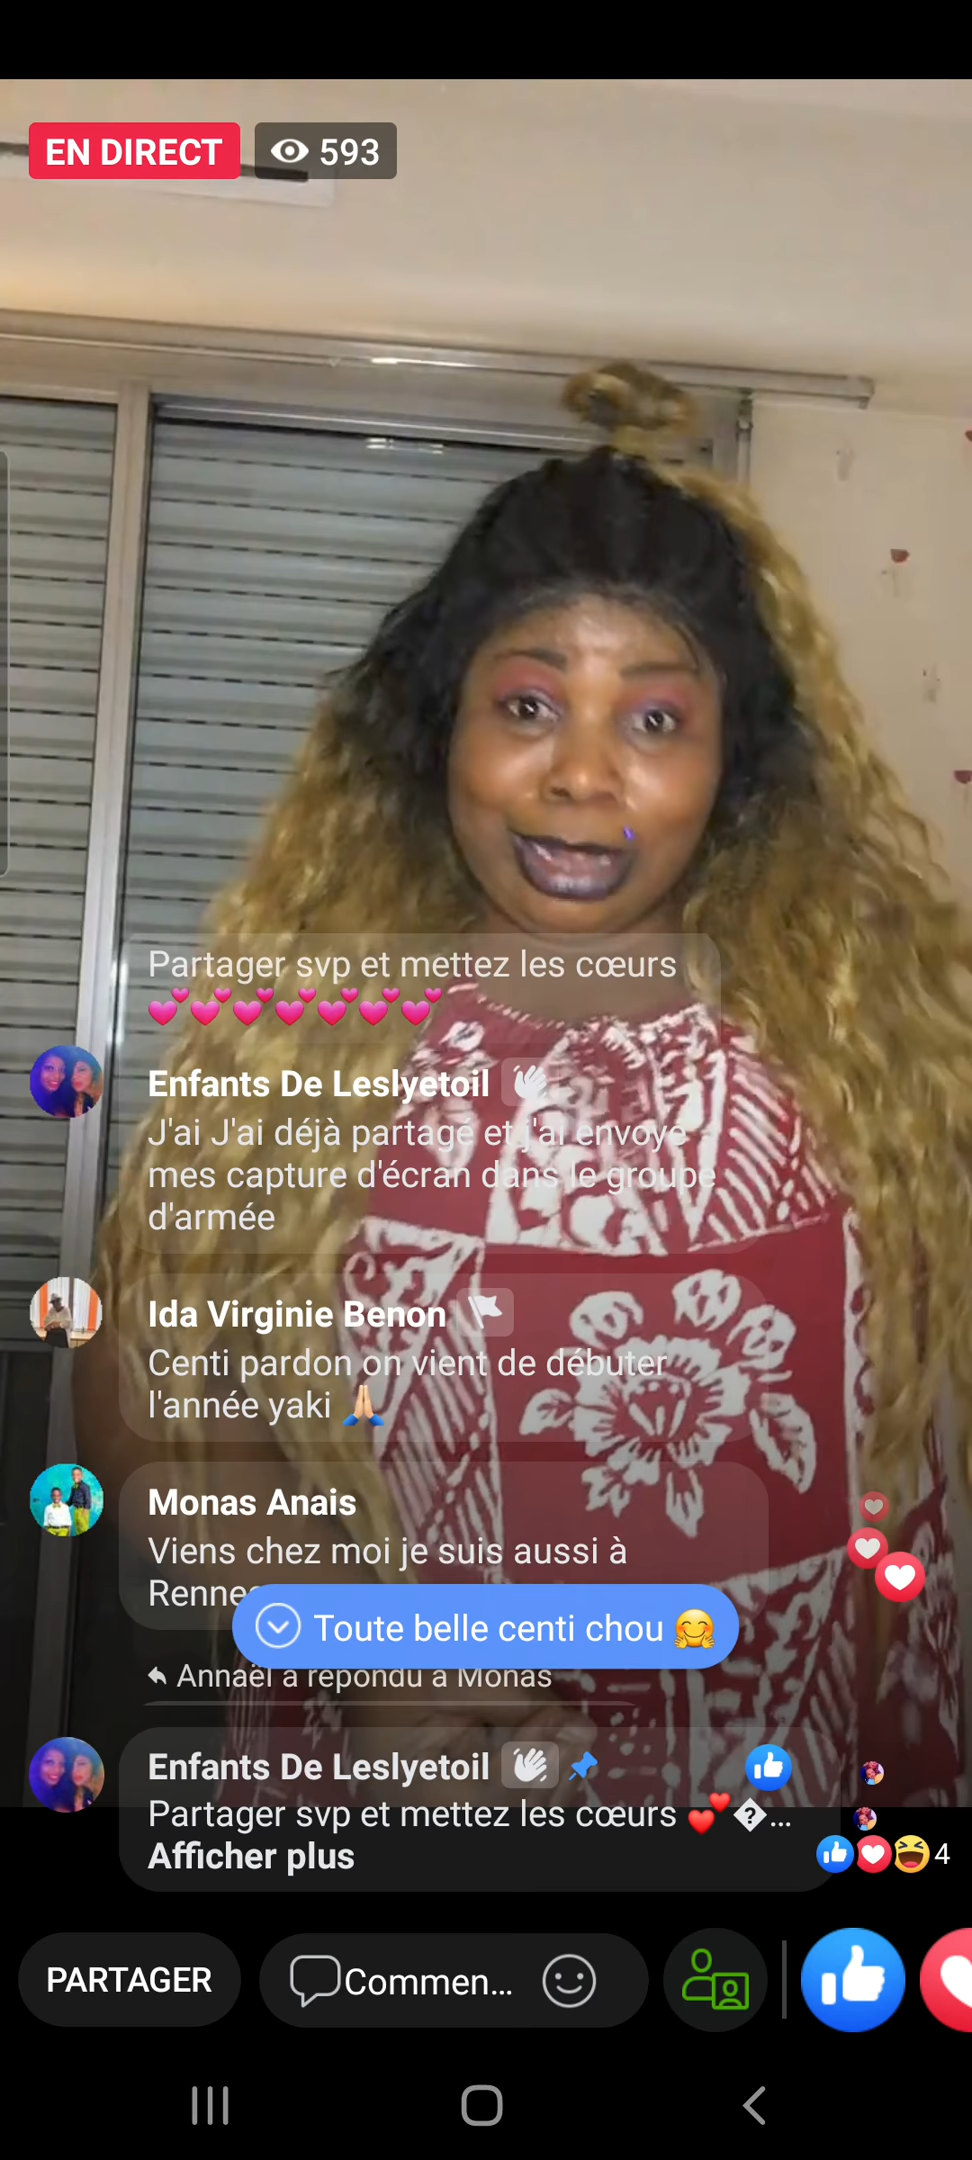 EN DIRECT
593
Partager svp et mettez les cœurs
💕💕💕💕💕💕💕
Enfants De Leslyetoil
J'ai J'ai déjà partagé et j'ai envoyé
mes capture d'écran dans le groupe
d'armée
Ida Virginie Benon
Centi pardon on vient de débuter
l'année yaki 🙏🏼
Monas Anais
Viens chez moi je suis aussi à
Toute belle centi chou 🤗
Annaël a répondu à Monas
Enfants De Leslyetoil
Partager svp et mettez les cœurs 💕�...
Afficher plus
4
PARTAGER
Commen...